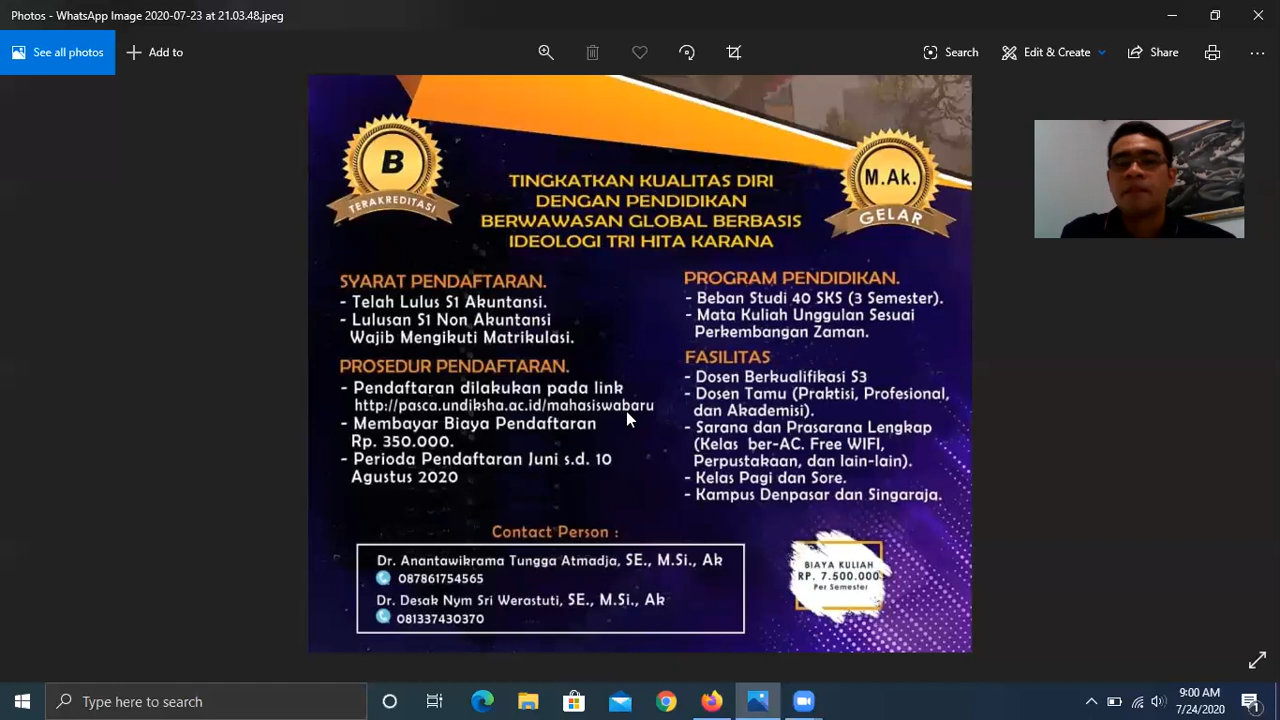 Photos - WhatsApp Image 2020-07-23 at 21.03.48.jpeg
See all photos
Add to
Search
Edit & Create
Share
B
TERAKREDITASI
M.Ak.
GELAR
TINGKATKAN KUALITAS DIRI
DENGAN PENDIDIKAN
BERWAWASAN GLOBAL BERBASIS
IDEOLOGI TRI HITA KARANA
SYARAT PENDAFTARAN.
- Telah Lulus S1 Akuntansi.
- Lulusan S1 Non Akuntansi
Wajib Mengikuti Matrikulasi.
PROSEDUR PENDAFTARAN.
- Pendaftaran dilakukan pada link
http://pasca.undiksha.ac.id/mahasiswabaru
- Membayar Biaya Pendaftaran
Rp. 350.000.
- Perioda Pendaftaran Juni s.d. 10
Agustus 2020
PROGRAM PENDIDIKAN.
- Beban Studi 40 SKS (3 Semester).
- Mata Kuliah Unggulan Sesuai
Perkembangan Zaman.
FASILITAS
- Dosen Berkualifikasi S3
- Dosen Tamu (Praktisi, Profesional,
dan Akademisi).
- Sarana dan Prasarana Lengkap
(Kelas ber-AC. Free WIFI,
Perpustakaan, dan lain-lain).
- Kelas Pagi dan Sore.
- Kampus Denpasar dan Singaraja.
Contact Person :
Dr. Anantawikrama Tungga Atmadja, SE., M.Si., Ak
087861754565
Dr. Desak Nym Sri Werastuti, SE., M.Si., Ak
081337430370
BIAYA KULIAH
RP. 7.500.000
Per Semester
Type here to search
9:00 AM
7/24/2020
1